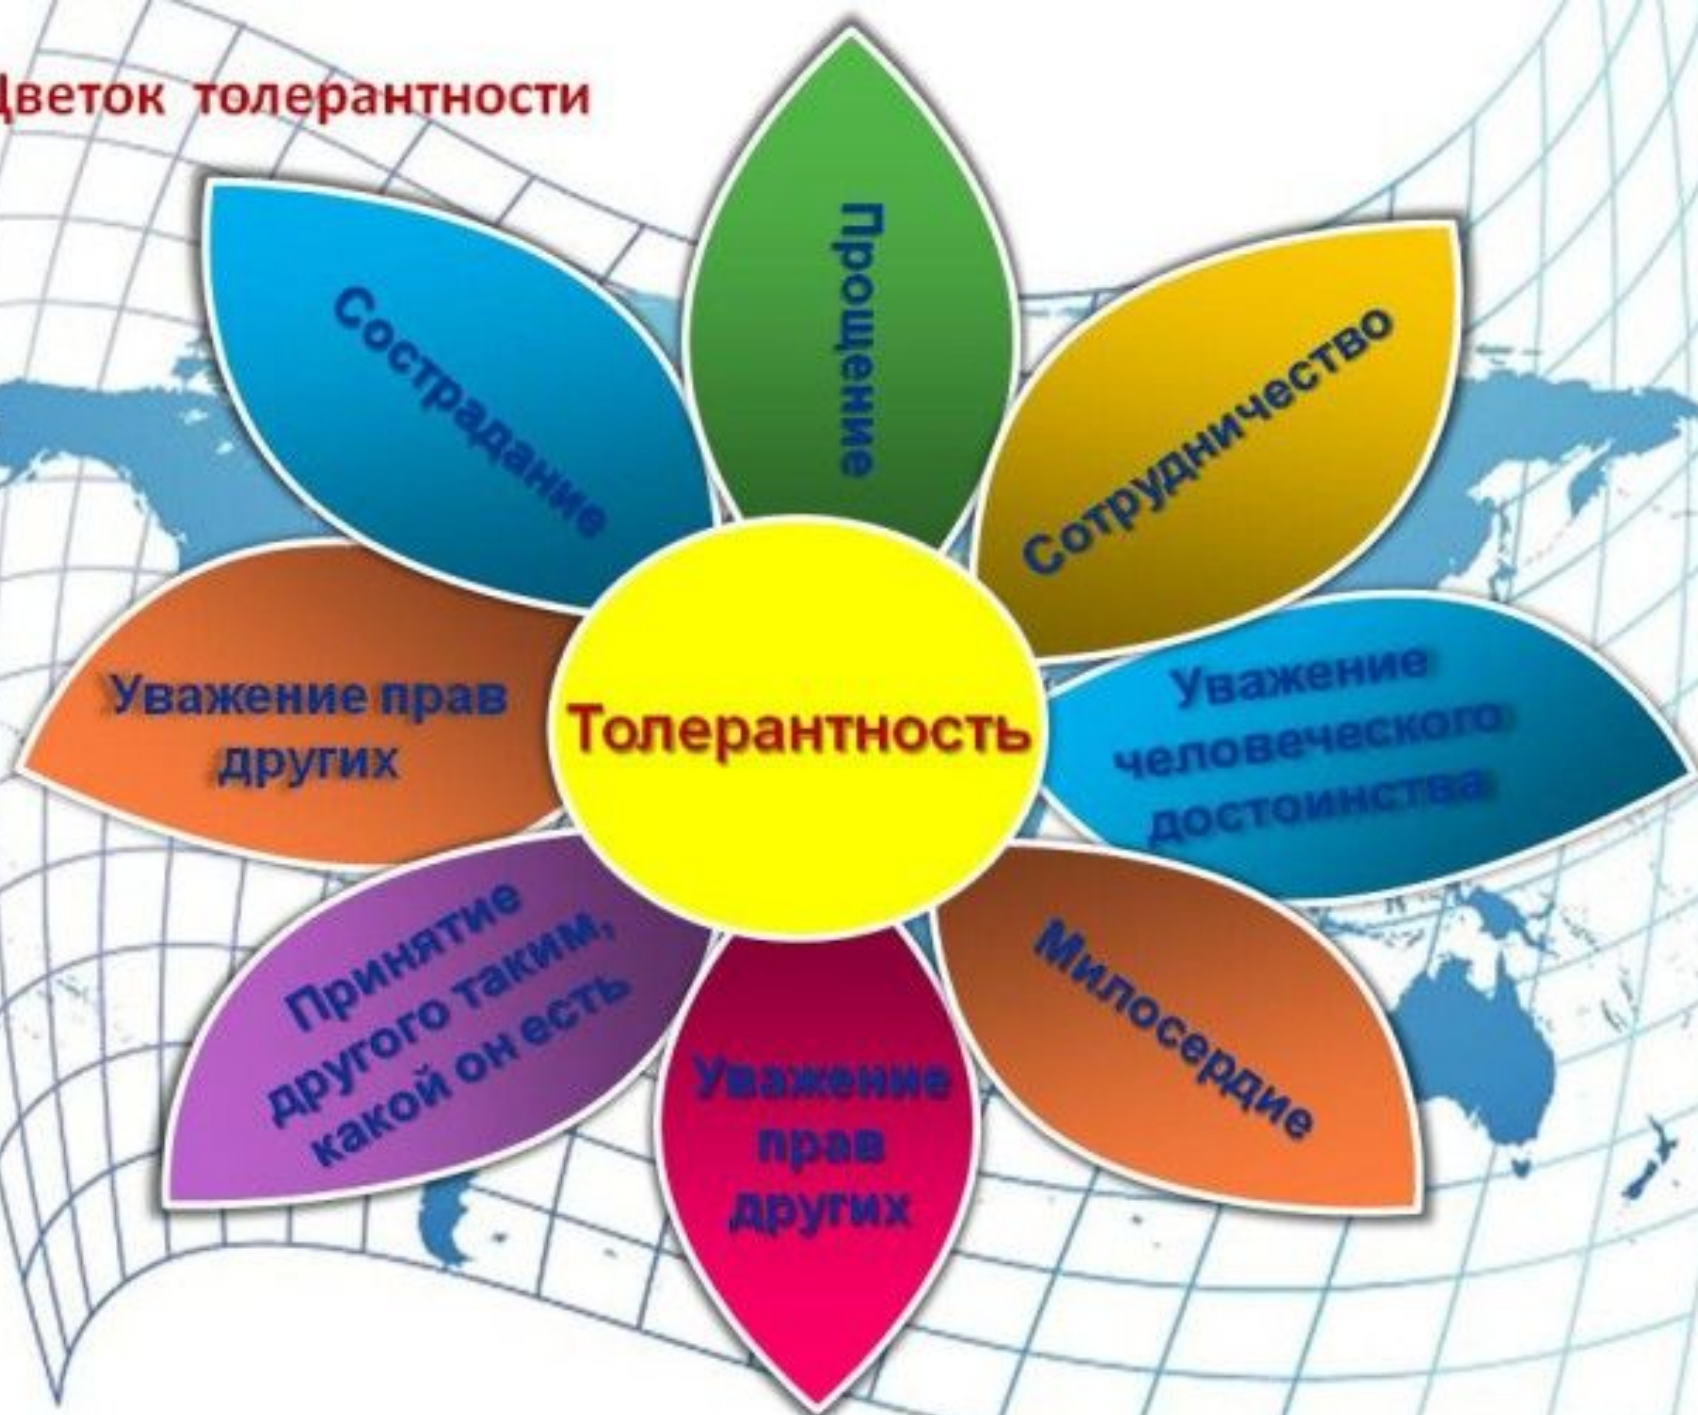 Цветок толерантности
Прощение
Сострадание
Сотрудничество
Уважение прав
других
Толерантность
Уважение
человеческого
достоинства
Принятие
другого таким,
какой он есть
Милосердие
Уважение
прав
других